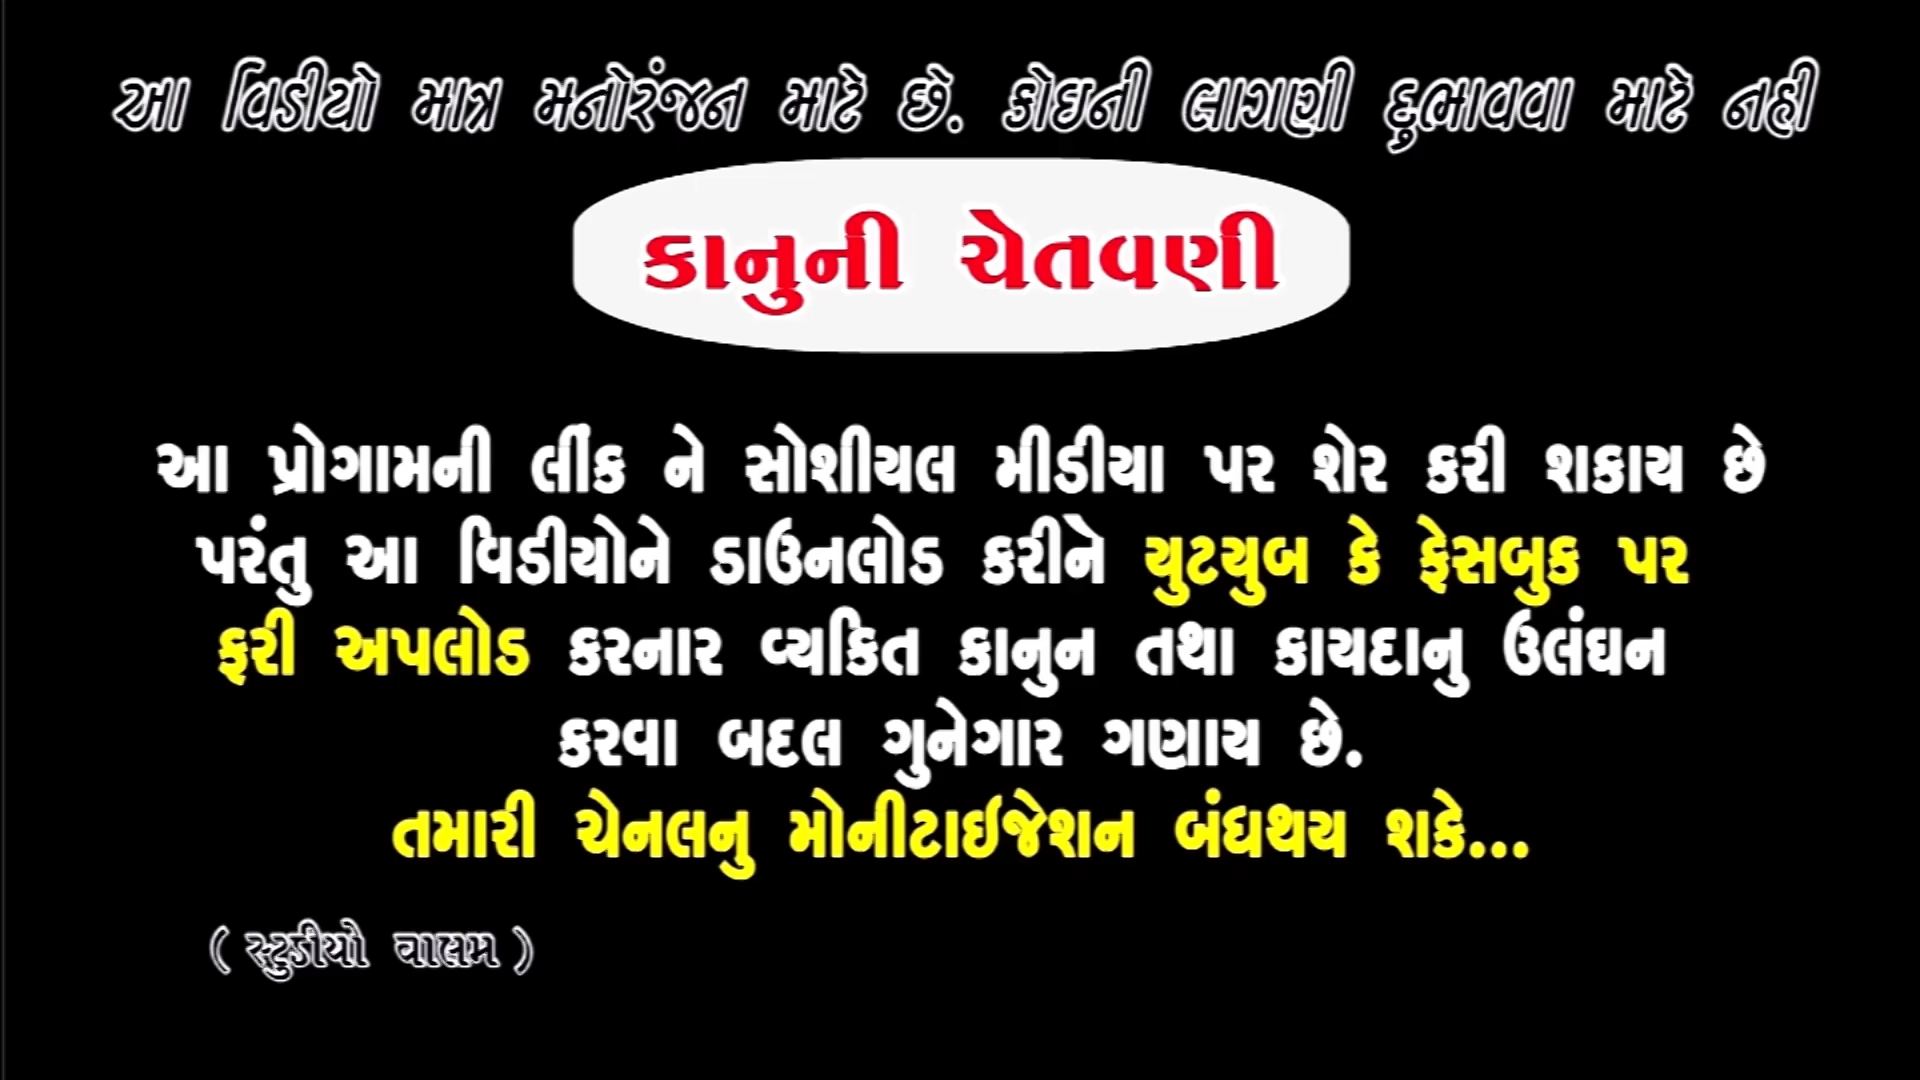 આ વિડીયો માત્ર મનોરંજન માટે છે. કોઇની લાગણી દુભાવવા માટે નહી
કાનુની ચેતવણી
આ પ્રોગામની લીંક ને સોશીયલ મીડીયા પર શેર કરી શકાય છે
પરંતુ આ વિડીયોને ડાઉનલોડ કરીને યુટયુબ કે ફેસબુક પર
ફરી અપલોડ કરનાર વ્યકિત કાનુન તથા કાયદાનુ ઉલંઘન
કરવા બદલ ગુનેગાર ગણાય છે.
તમારી ચેનલનુ મોનીટાઇજેશન બંધથય શકે...
( સ્ટુડીયો વાલમ )